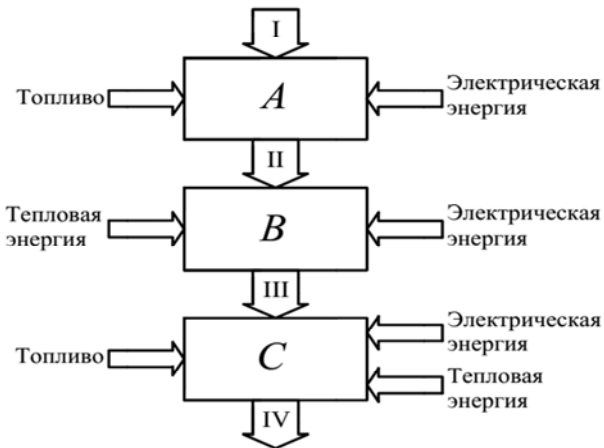 I
Топливо
A
Электрическая
энергия
II
Тепловая
энергия
B
Электрическая
энергия
III
Топливо
C
Электрическая
энергия
Тепловая
энергия
IV